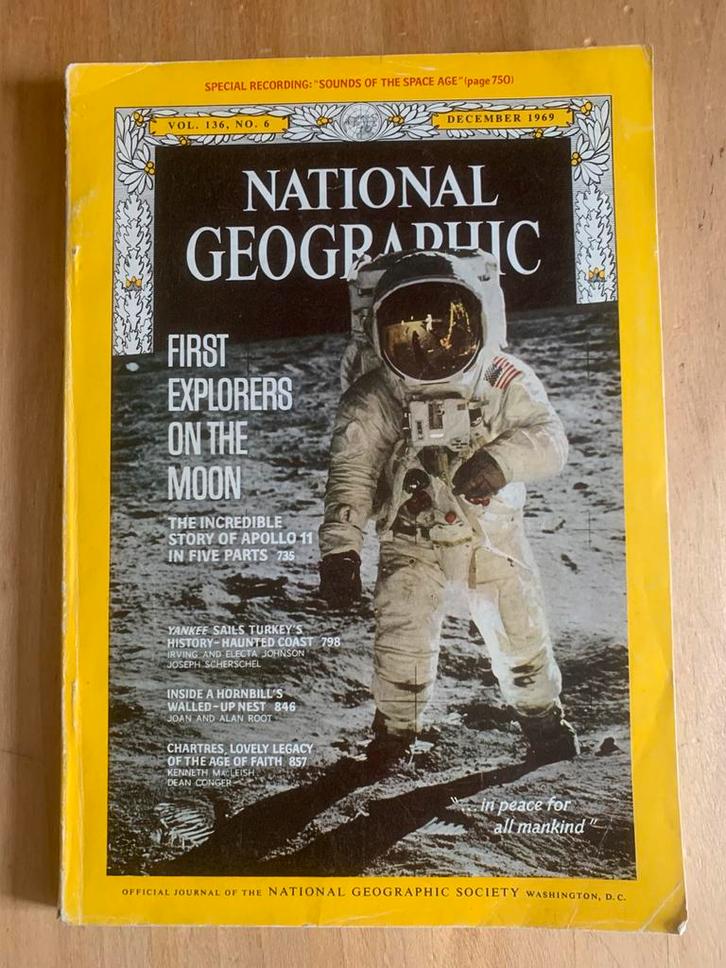 SPECIAL RECORDING: "SOUNDS OF THE SPACE AGE" (page 750)
VOL. 136, NO. 6
DECEMBER 1969
NATIONAL
GEOGRAPHIC
FIRST
EXPLORERS
ON THE
MOON
THE INCREDIBLE
STORY OF APOLLO 11
IN FIVE PARTS 735
YANKEE SAILS TURKEY'S
HISTORY-HAUNTED COAST 798
IRVING AND ELECTA JOHNSON
JOSEPH SCHERSCHEL
INSIDE A HORNBILL'S
WALLED-UP NEST 846
JOAN AND ALAN ROOT
CHARTRES, LOVELY LEGACY
OF THE AGE OF FAITH 857
KENNETH MACLEISH
DEAN CONGER
"... in peace for
all mankind"
OFFICIAL JOURNAL OF THE NATIONAL GEOGRAPHIC SOCIETY WASHINGTON, D.C.